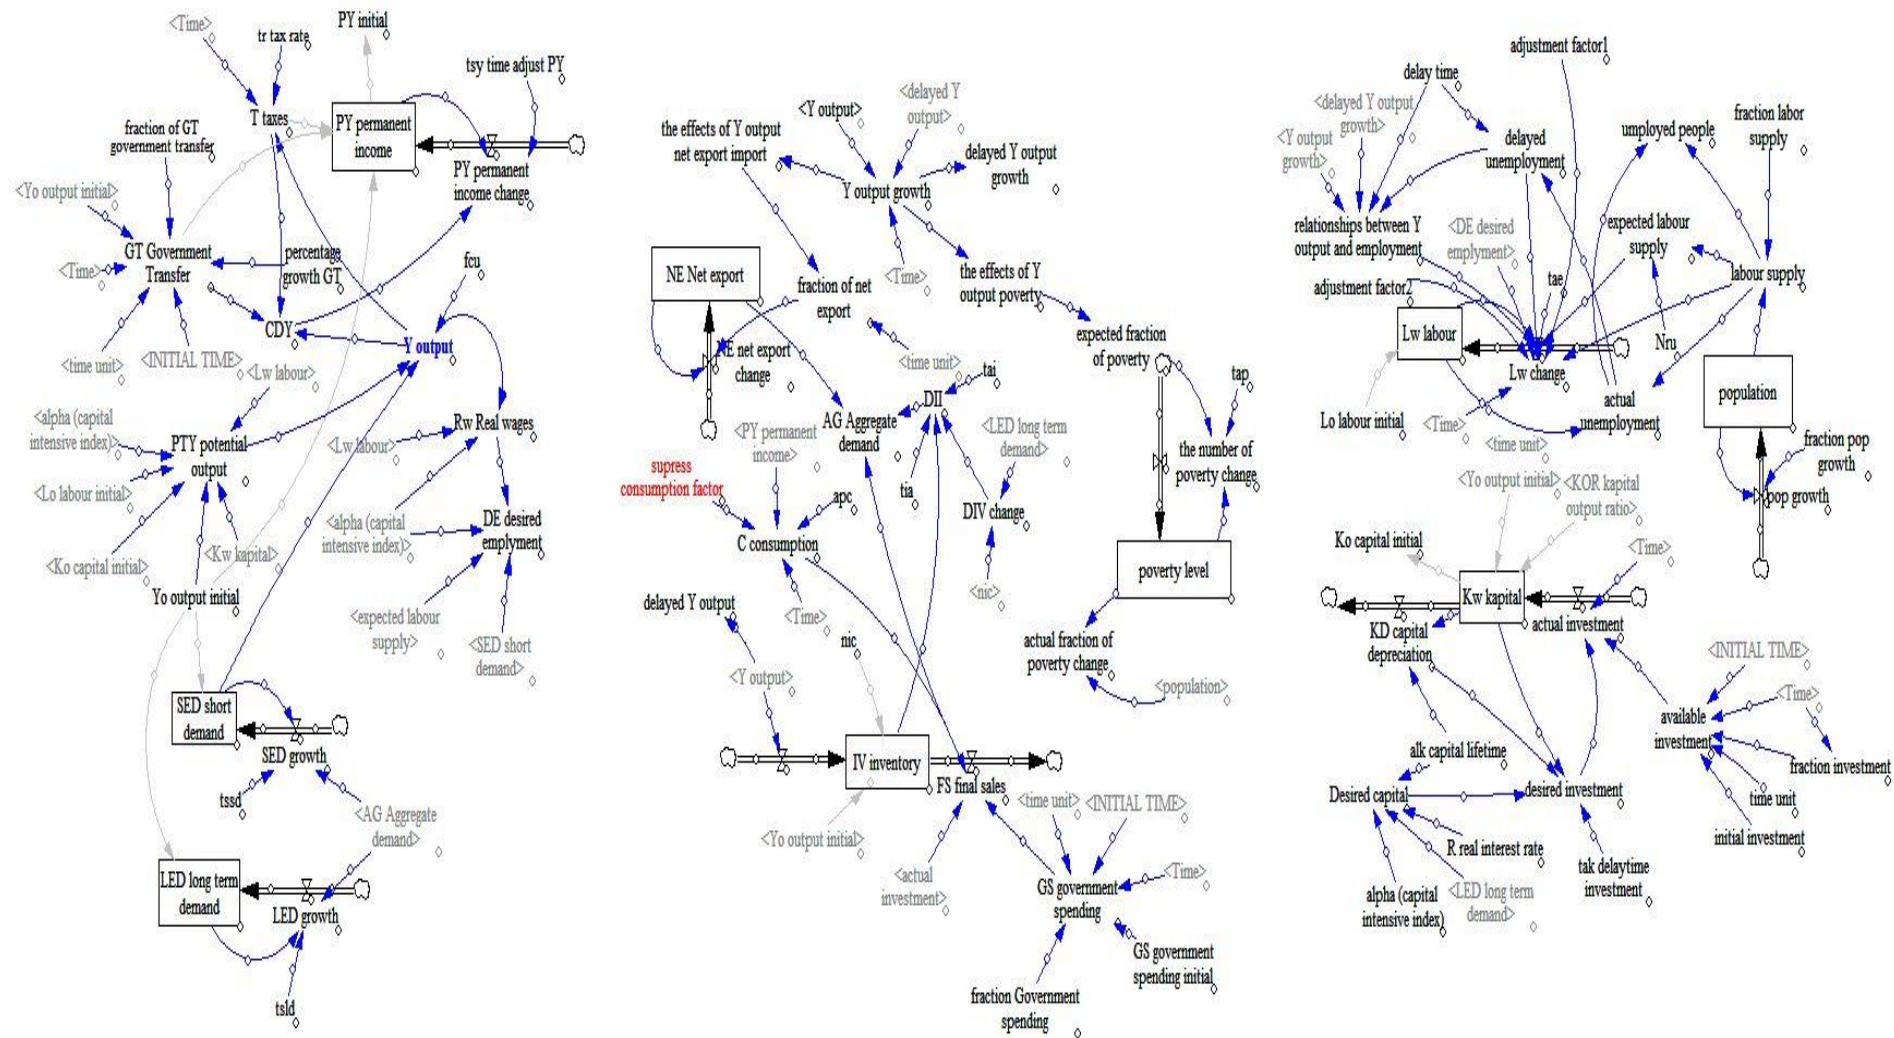 PY initial
<Time>
tr tax rate
tsy time adjust PY
T taxes
fraction of GT
government transfer
PY permanent
income
PY permanent
income change
<Yo output initial>
GT Government
Transfer
percentage
growth GT
fcu
<Time>
CDY
Y output
<time unit>
<INITIAL TIME>
<Lw labour>
<alpha (capital
intensive index)>
PTY potential
output
<Lw labour>
Rw Real wages
<Lo labour initial>
<alpha (capital
intensive index)>
DE desired
emplyment
<Kw kapital>
<Ko capital initial>
Yo output initial
<expected labour
supply>
<SED short
demand>
SED short
demand
SED growth
tssd
<AG Aggregate
demand>
LED long term
demand
LED growth
tsld
<Y output>
<delayed Y
output>
the effects of Y output
net export import
delayed Y output
growth
Y output growth
NE Net export
<Time>
the effects of Y
output poverty
fraction of net
export
expected fraction
of poverty
NE net export
change
<time unit>
tai
tap
DII
AG Aggregate
demand
<PY permanent
income>
<LED long term
demand>
the number of
poverty change
supress
consumption factor
apc
tia
DIV change
C consumption
poverty level
<nic>
delayed Y output
<Time>
nic
actual fraction of
poverty change
<Y output>
<population>
IV inventory
FS final sales
<time unit>
<INITIAL TIME>
<Yo output initial>
<actual
investment>
<Time>
GS government
spending
GS government
spending initial
fraction Government
spending
adjustment factor1
delay time
<delayed Y output
growth>
delayed
unemployment
umployed people
fraction labor
supply
<Y output
growth>
relationships between Y
output and employment
<DE desired
emplyment>
expected labour
supply
labour supply
adjustment factor2
tae
Lw labour
Nru
Lw change
population
Lo labour initial
<Time>
actual
unemployment
<time unit>
fraction pop
growth
pop growth
<Yo output initial>
<KOR kapital
output ratio>
Ko capital initial
<Time>
Kw kapital
actual investment
KD capital
depreciation
<INITIAL TIME>
<Time>
available
investment
alk capital lifetime
fraction investment
Desired capital
desired investment
time unit
R real interest rate
initial investment
tak delaytime
investment
alpha (capital
intensive index)
<LED long term
demand>